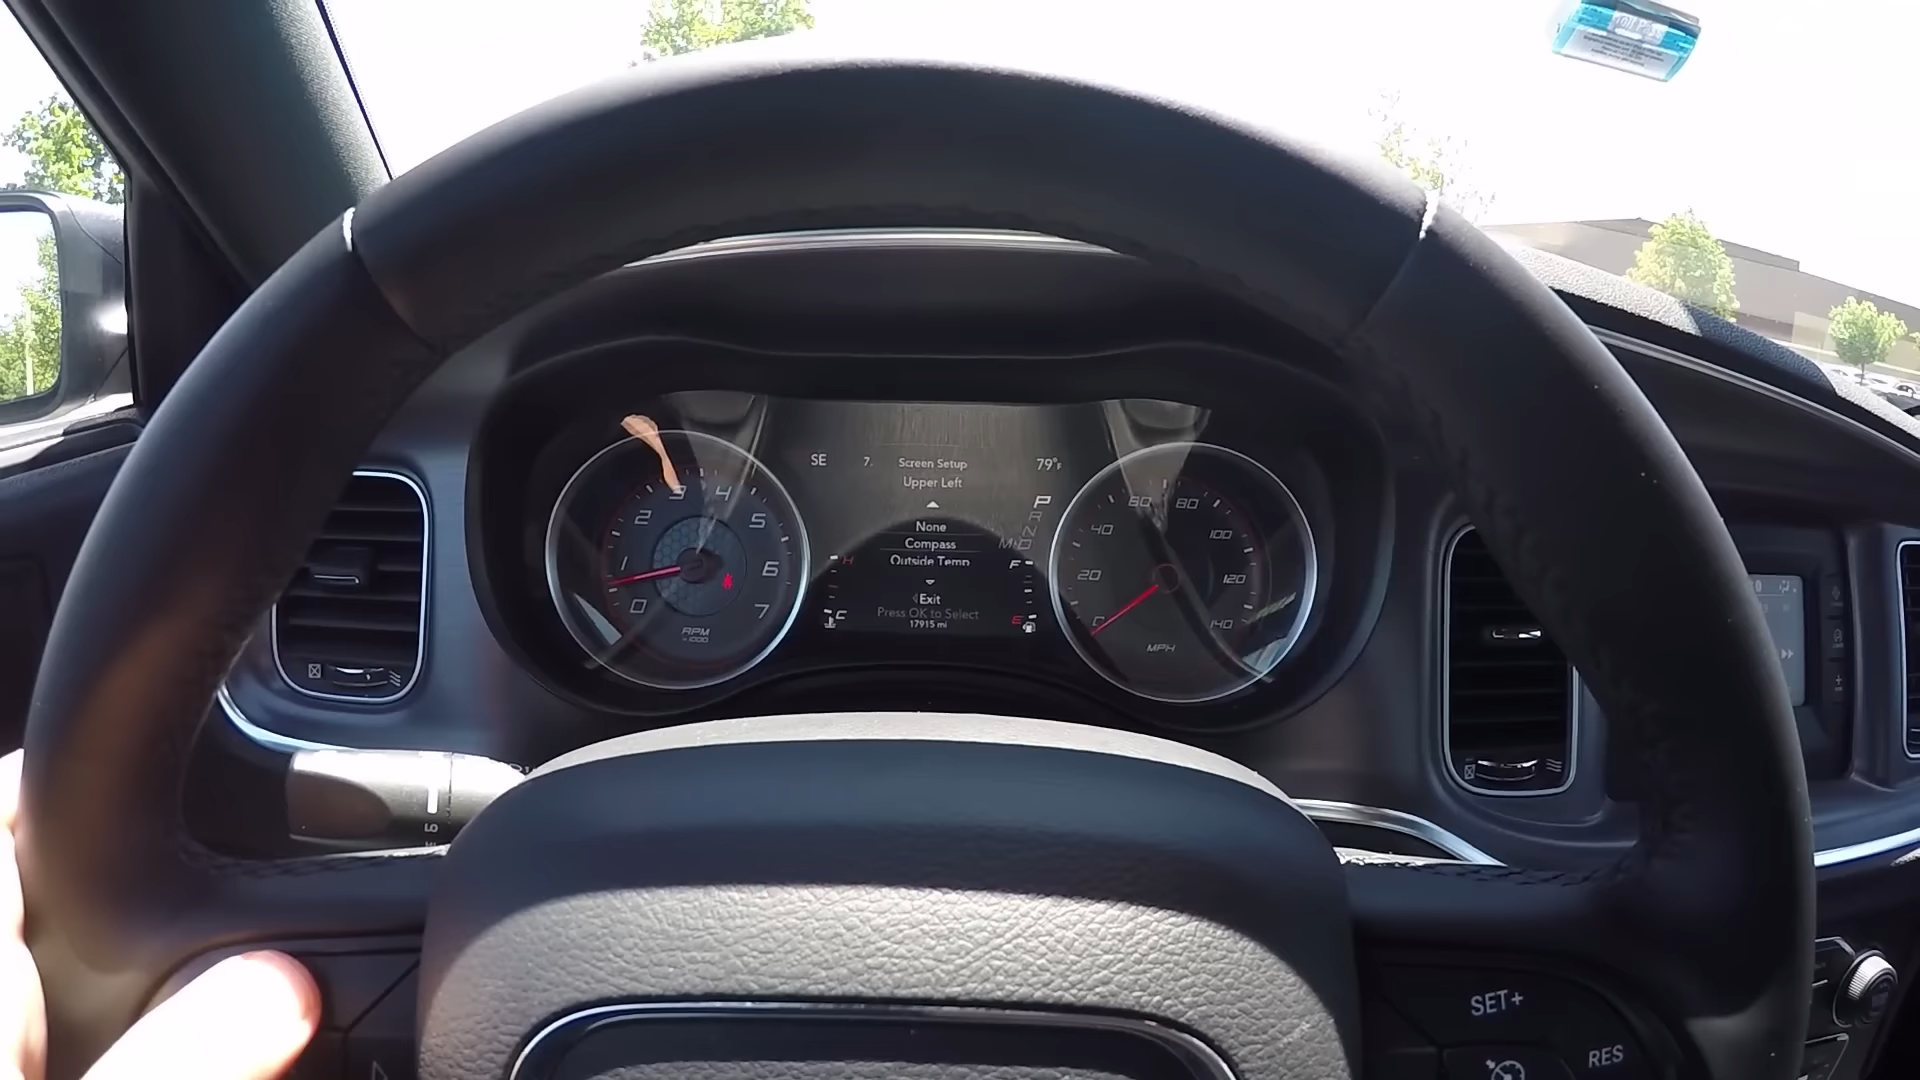 SE 7. Screen Setup 79°F
Upper Left
None
Compass
Outside Temp
Exit
Press OK to Select
17915 mi
P
R
N
D
H
C
F
E
0
1
2
3
4
5
6
7
RPM
x1000
0
20
40
60
80
100
120
140
MPH
LO
SET+
RES